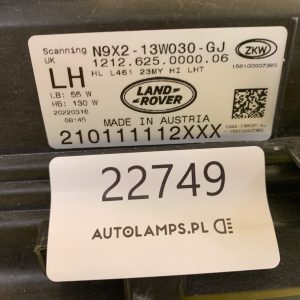 Scanning N9X2-13W030-GJ
UK 1212.625.0000.06
LH HL L461 23MY HI LHT
LB: 55 W
HB: 130 W
20220316
08:45
LAND ROVER
ZKW
MADE IN AUSTRIA
210111112XXX
22749
AUTOLAMPS.PL